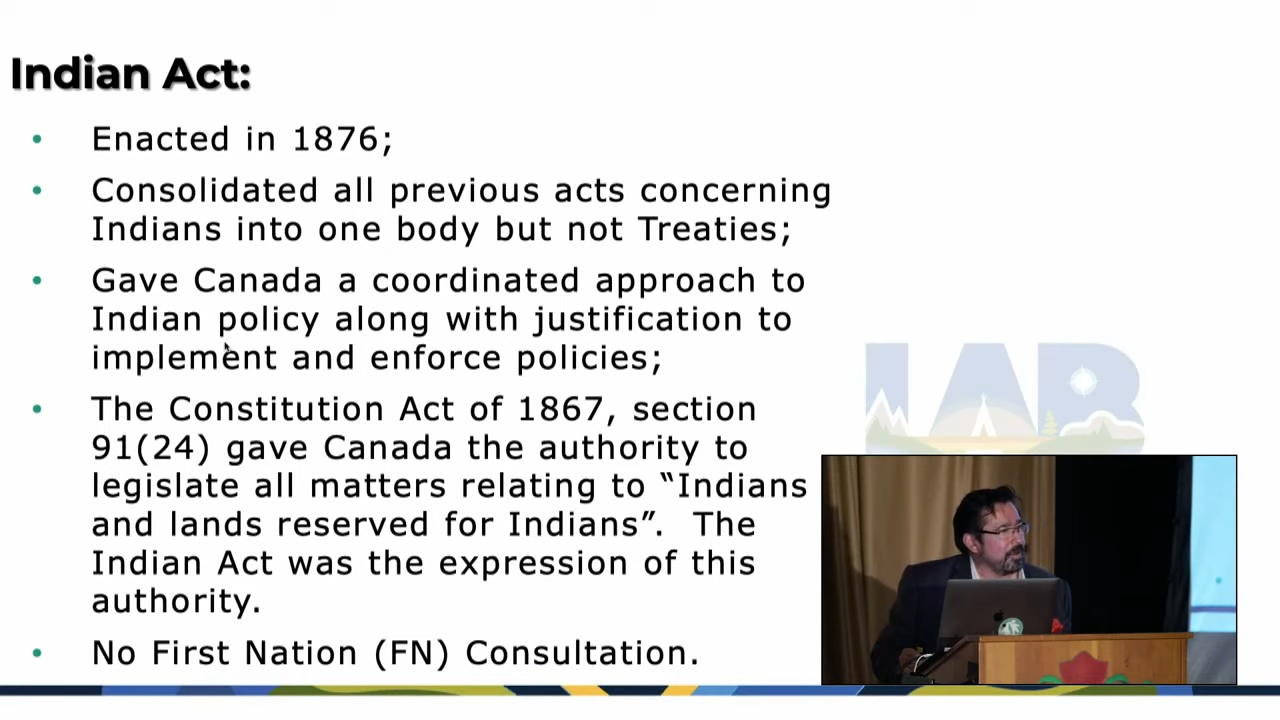 Indian Act:
• Enacted in 1876;
• Consolidated all previous acts concerning
Indians into one body but not Treaties;
• Gave Canada a coordinated approach to
Indian policy along with justification to
implement and enforce policies;
• The Constitution Act of 1867, section
91(24) gave Canada the authority to
legislate all matters relating to “Indians
and lands reserved for Indians”.  The
Indian Act was the expression of this
authority.
• No First Nation (FN) Consultation.
IAB